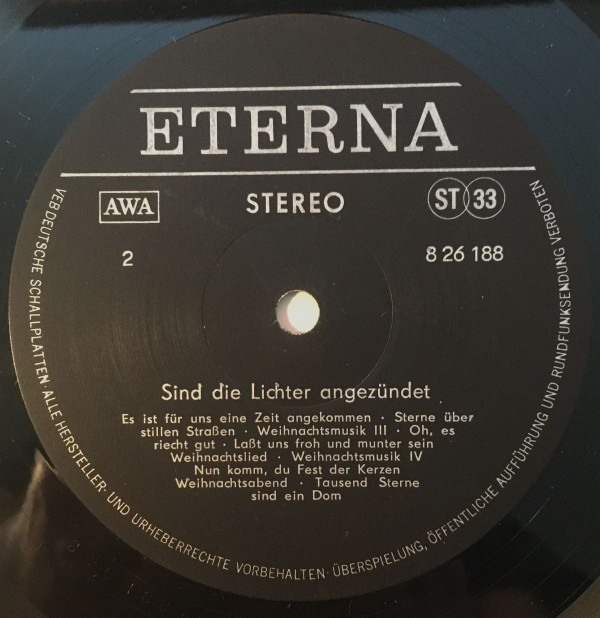 ETERNA
AWA
STEREO
ST 33
2
8 26 188
Sind die Lichter angezündet
Es ist für uns eine Zeit angekommen · Sterne über
stillen Straßen · Weihnachtsmusik III · Oh, es
riecht gut · Laßt uns froh und munter sein
Weihnachtslied · Weihnachtsmusik IV
Nun komm, du Fest der Kerzen
Weihnachtsabend · Tausend Sterne
sind ein Dom
VEB DEUTSCHE SCHALLPLATTEN · ALLE HERSTELLER- UND URHEBERRECHTE VORBEHALTEN · ÜBERSPIELUNG, ÖFFENTLICHE AUFFÜHRUNG UND RUNDFUNKSENDUNG VERBOTEN